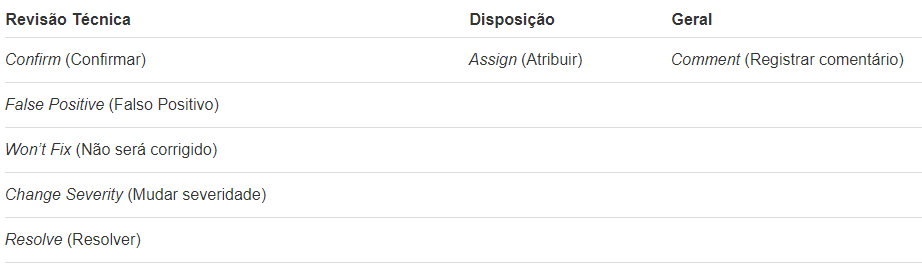 Revisão Técnica Disposição Geral
Confirm (Confirmar) Assign (Atribuir) Comment (Registrar comentário)
False Positive (Falso Positivo)
Won’t Fix (Não será corrigido)
Change Severity (Mudar severidade)
Resolve (Resolver)